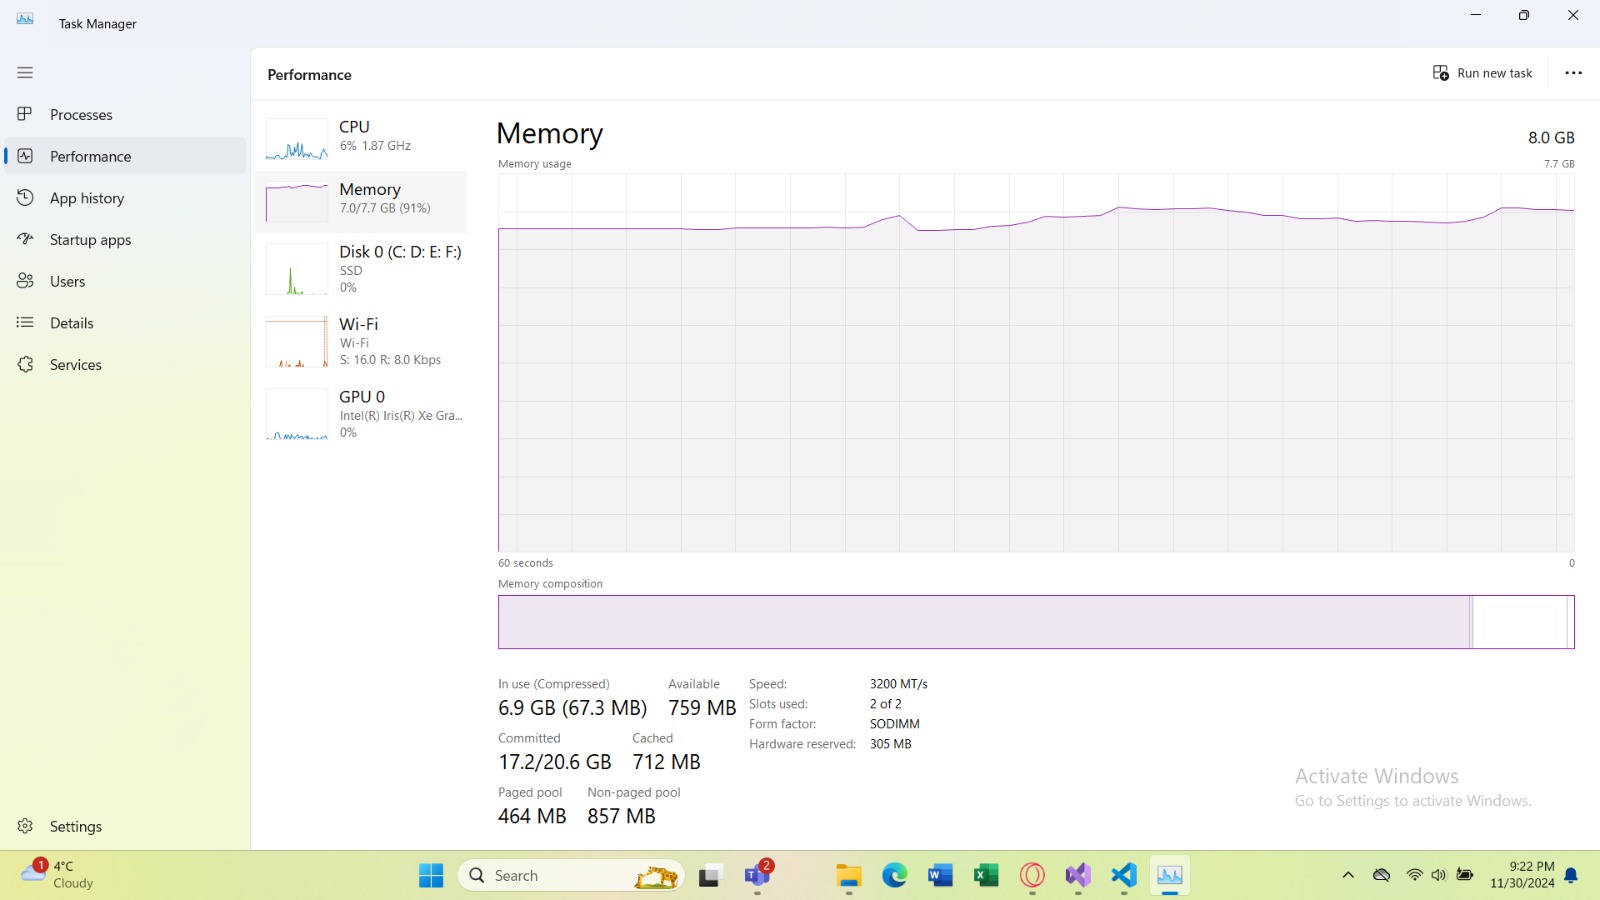 Task Manager
Performance
Run new task
Processes
Performance
App history
Startup apps
Users
Details
Services
Settings
CPU
6% 1.87 GHz
Memory
7.0/7.7 GB (91%)
Disk 0 (C: D: E: F:)
SSD
0%
Wi-Fi
Wi-Fi
S: 16.0 R: 8.0 Kbps
GPU 0
Intel(R) Iris(R) Xe Gra...
0%
Memory
8.0 GB
Memory usage
7.7 GB
60 seconds
0
Memory composition
In use (Compressed)
6.9 GB (67.3 MB)
Available
759 MB
Committed
17.2/20.6 GB
Cached
712 MB
Paged pool
464 MB
Non-paged pool
857 MB
Speed: 3200 MT/s
Slots used: 2 of 2
Form factor: SODIMM
Hardware reserved: 305 MB
Activate Windows
Go to Settings to activate Windows.
1
4°C
Cloudy
Search
2
9:22 PM
11/30/2024